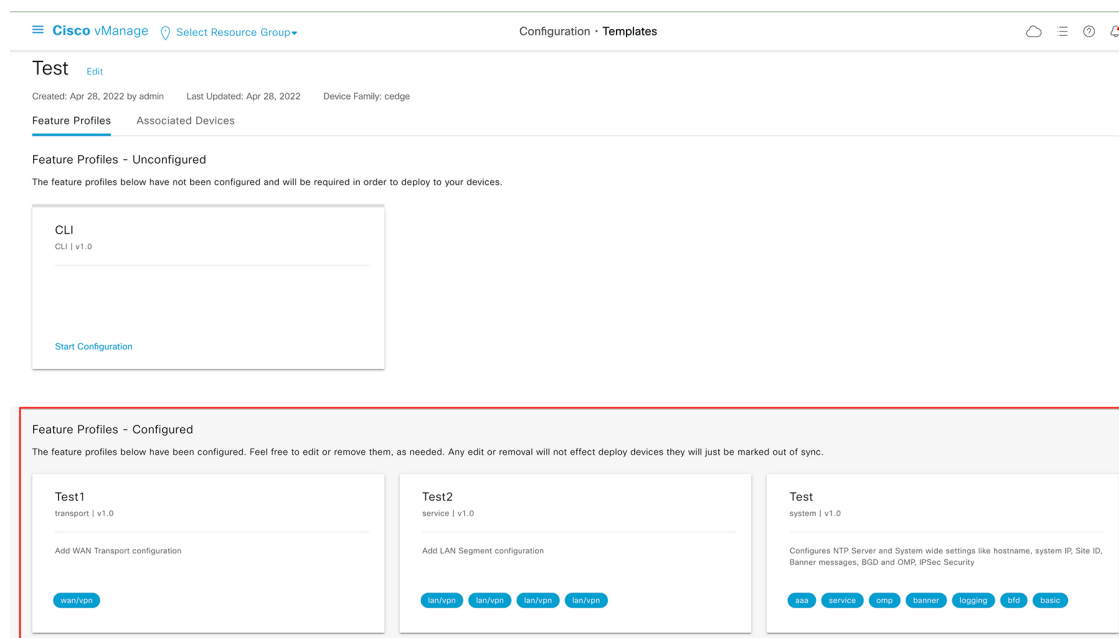 Cisco vManage Select Resource Group Configuration · Templates
Test Edit
Created: Apr 28, 2022 by admin Last Updated: Apr 28, 2022 Device Family: cedge
Feature Profiles Associated Devices
Feature Profiles - Unconfigured
The feature profiles below have not been configured and will be required in order to deploy to your devices.
CLI
CLI | v1.0
Start Configuration
Feature Profiles - Configured
The feature profiles below have been configured. Feel free to edit or remove them, as needed. Any edit or removal will not effect deploy devices they will just be marked out of sync.
Test1
transport | v1.0
Add WAN Transport configuration
wan/vpn
Test2
service | v1.0
Add LAN Segment configuration
lan/vpn lan/vpn lan/vpn lan/vpn
Test
system | v1.0
Configures NTP Server and System wide settings like hostname, system IP, Site ID,
Banner messages, BGD and OMP, IPSec Security
aaa service omp banner logging bfd basic